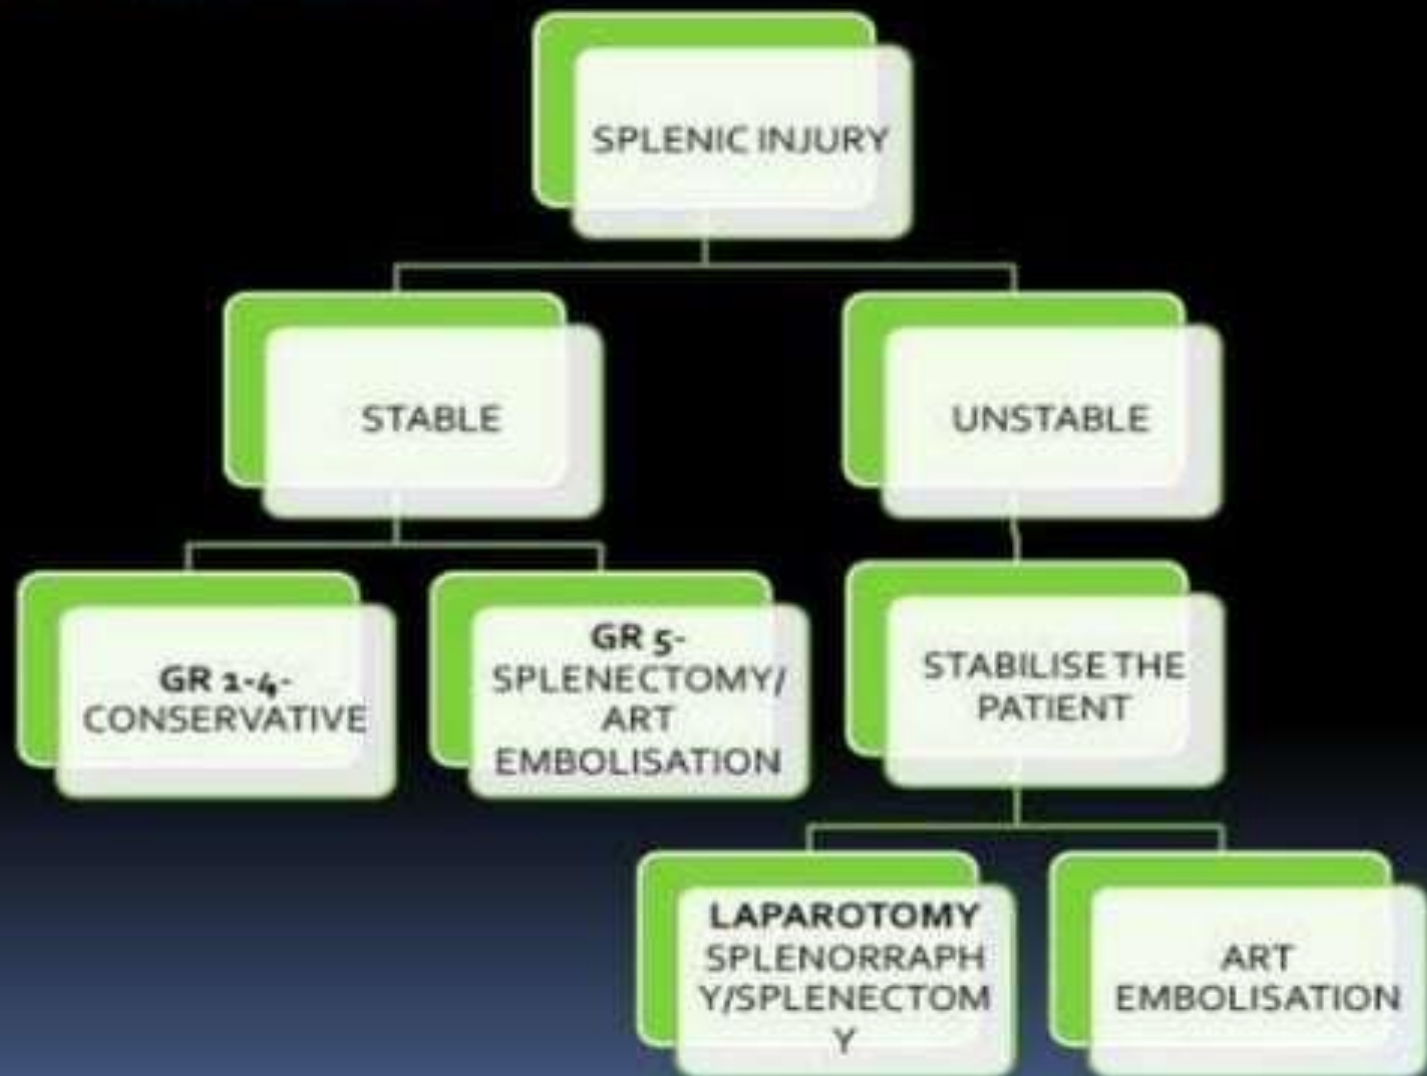 SPLENIC INJURY
STABLE
UNSTABLE
GR 1-4-
CONSERVATIVE
GR 5-
SPLENECTOMY/
ART
EMBOLISATION
STABILISE THE
PATIENT
LAPAROTOMY
SPLENORRAPH
Y/SPLENECTOM
Y
ART
EMBOLISATION